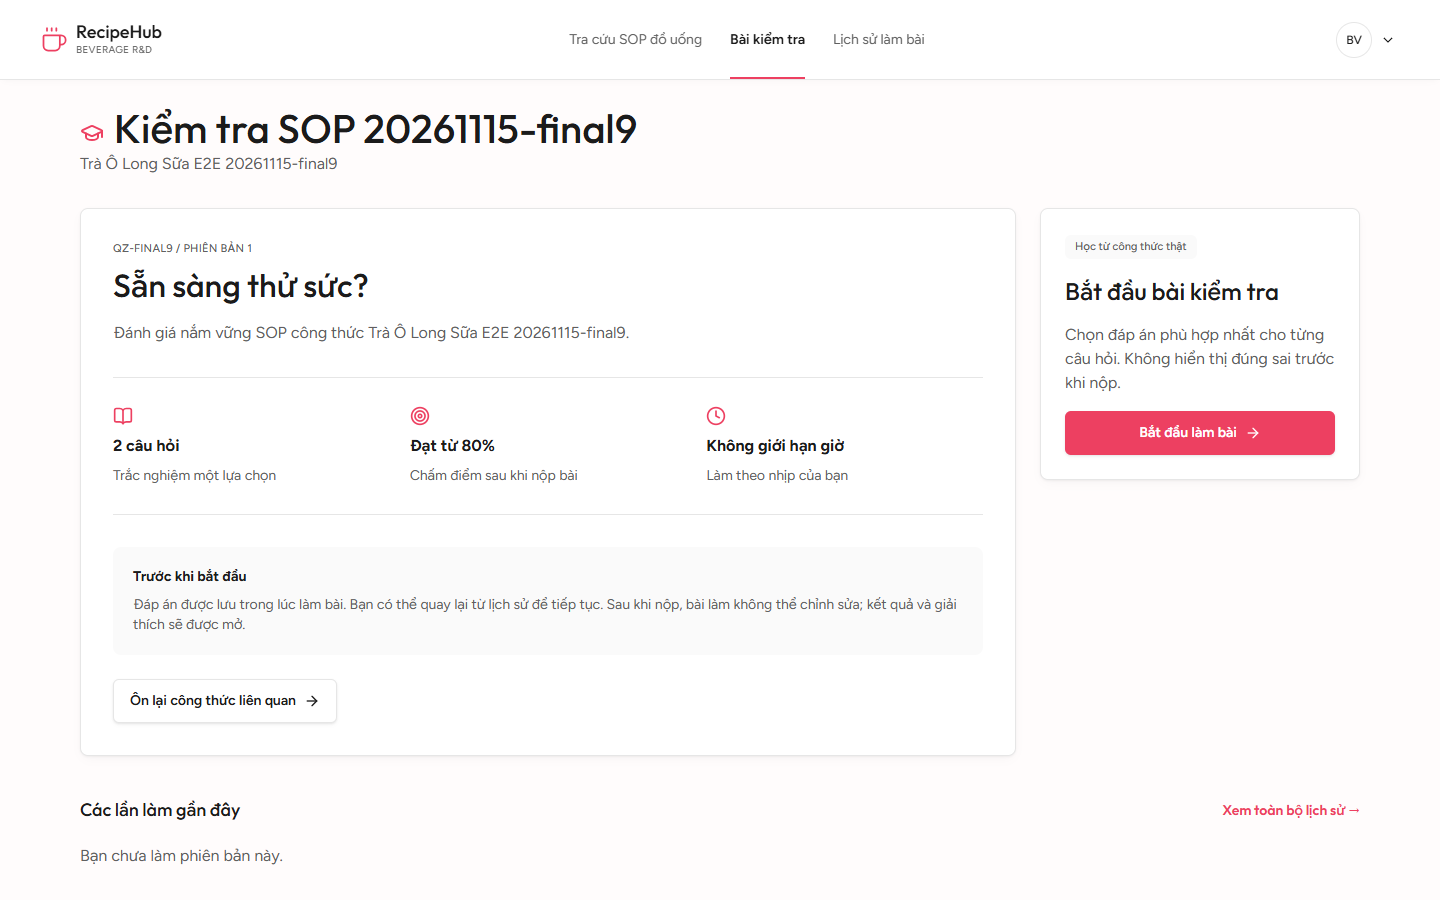 RecipeHub
BEVERAGE R&D
Tra cứu SOP đồ uống
Bài kiểm tra
Lịch sử làm bài
BV
Kiểm tra SOP 20261115-final9
Trà Ô Long Sữa E2E 20261115-final9
QZ-FINAL9 / PHIÊN BẢN 1
Sẵn sàng thử sức?
Đánh giá nắm vững SOP công thức Trà Ô Long Sữa E2E 20261115-final9.
2 câu hỏi
Trắc nghiệm một lựa chọn
Đạt từ 80%
Chấm điểm sau khi nộp bài
Không giới hạn giờ
Làm theo nhịp của bạn
Trước khi bắt đầu
Đáp án được lưu trong lúc làm bài. Bạn có thể quay lại từ lịch sử để tiếp tục. Sau khi nộp, bài làm không thể chỉnh sửa; kết quả và giải
thích sẽ được mở.
Ôn lại công thức liên quan →
Học từ công thức thật
Bắt đầu bài kiểm tra
Chọn đáp án phù hợp nhất cho từng
câu hỏi. Không hiển thị đúng sai trước
khi nộp.
Bắt đầu làm bài →
Các lần làm gần đây
Xem toàn bộ lịch sử →
Bạn chưa làm phiên bản này.